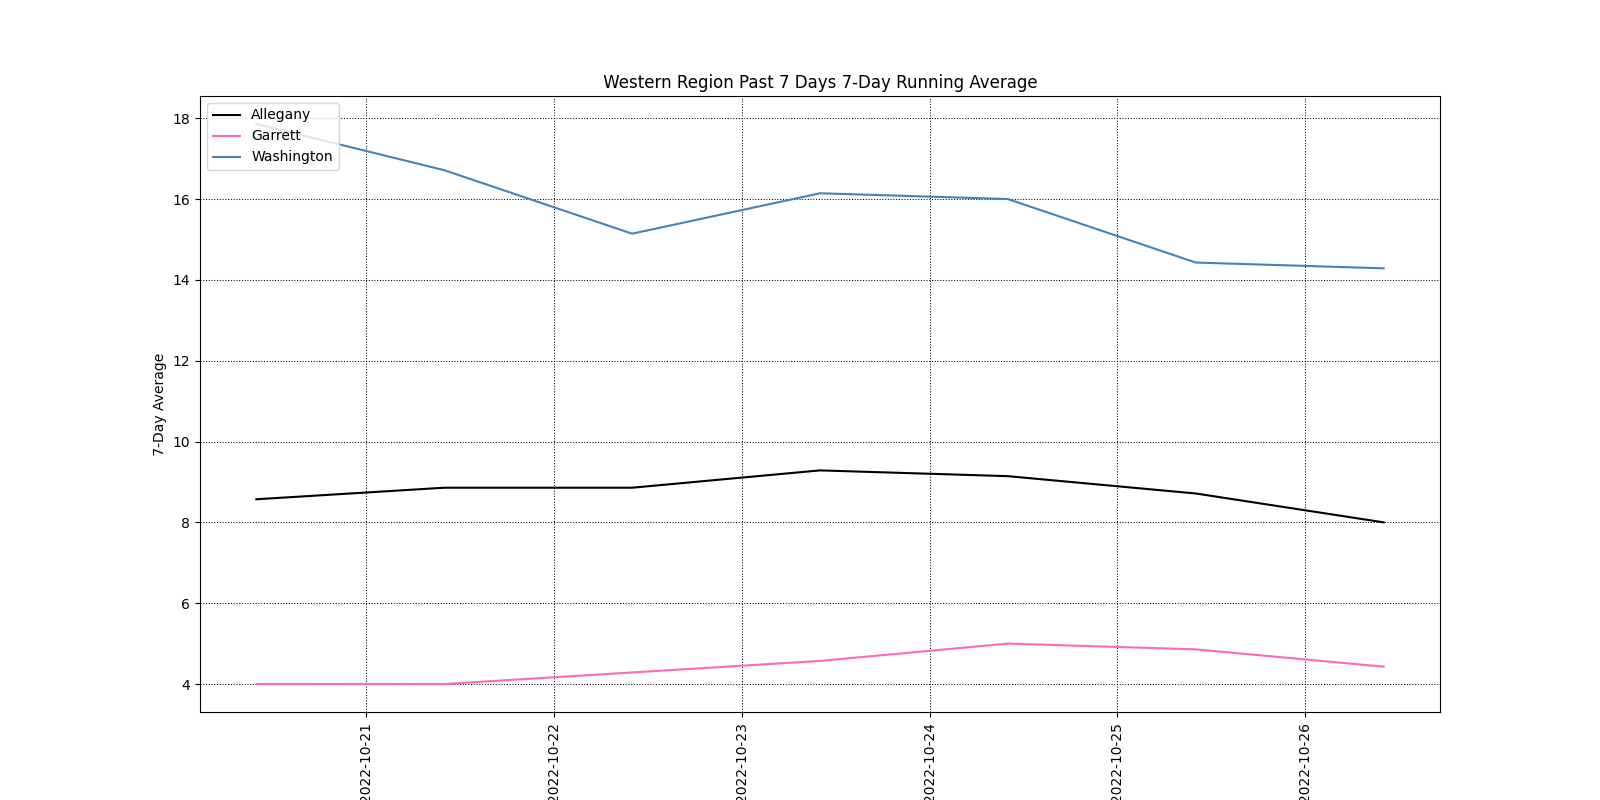 Western Region Past 7 Days 7-Day Running Average
Allegany
Garrett
Washington
7-Day Average
18
16
14
12
10
8
6
4
2022-10-21
2022-10-22
2022-10-23
2022-10-24
2022-10-25
2022-10-26